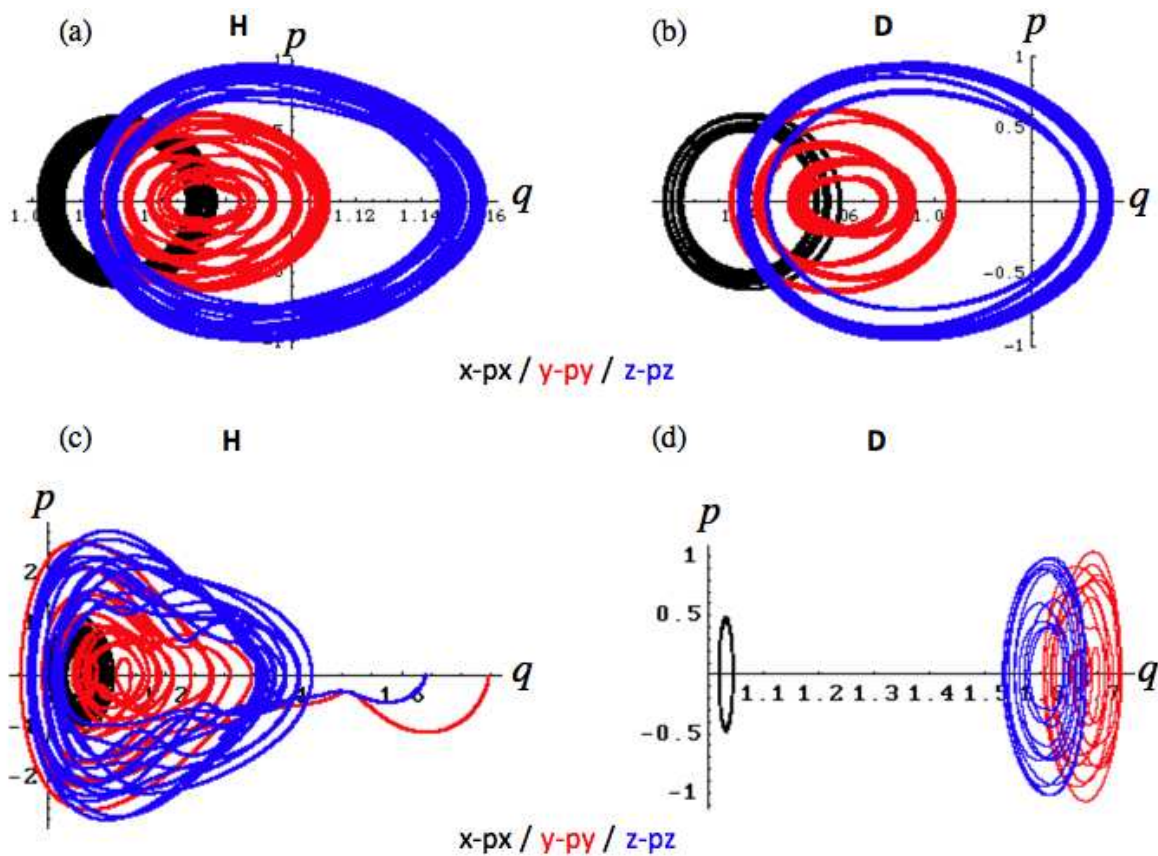 (a) H p
(b) D p
1
0.5
q
1.12 1.14 16
q
-0.5
-1
x-px / y-py / z-pz
(c) H
(d) D
p
2
q
-1
-2
p
1
0.5
1.1 1.2 1.3 1.4 1.5
q
-0.5
-1
x-px / y-py / z-pz